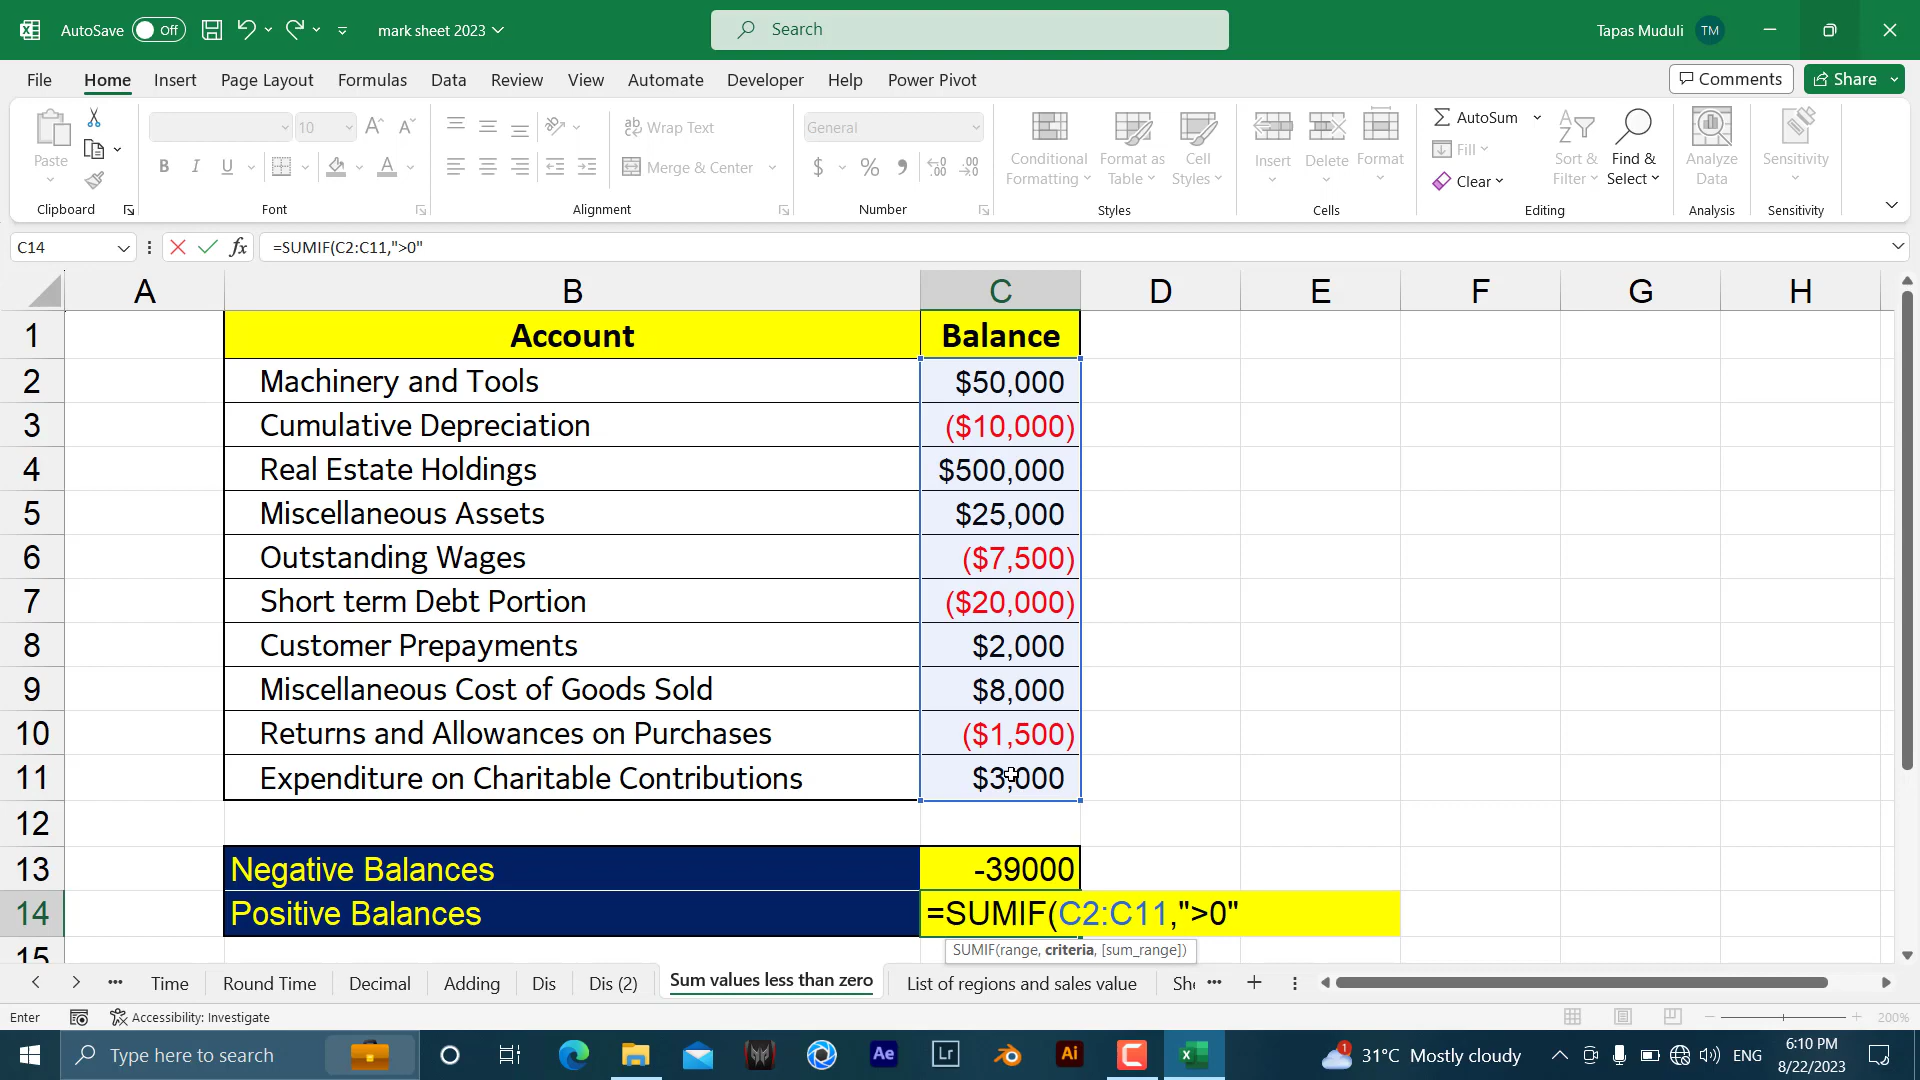 AutoSave Off mark sheet 2023 Search Tapas Muduli TM
File Home Insert Page Layout Formulas Data Review View Automate Developer Help Power Pivot Comments Share
Paste 10 Wrap Text General Conditional Formatting Format as Table Cell Styles Insert Delete Format AutoSum Fill Clear Sort & Filter Find & Select Analyze Data Sensitivity
B I U Merge & Center $ % ,
Clipboard Font Alignment Number Styles Cells Editing Analysis Sensitivity
C14 fx =SUMIF(C2:C11,">0"
A B C D E F G H
1 Account Balance
2 Machinery and Tools $50,000
3 Cumulative Depreciation ($10,000)
4 Real Estate Holdings $500,000
5 Miscellaneous Assets $25,000
6 Outstanding Wages ($7,500)
7 Short term Debt Portion ($20,000)
8 Customer Prepayments $2,000
9 Miscellaneous Cost of Goods Sold $8,000
10 Returns and Allowances on Purchases ($1,500)
11 Expenditure on Charitable Contributions $3,000
12
13 Negative Balances -39000
14 Positive Balances =SUMIF(C2:C11,">0"
15 SUMIF(range, criteria, [sum_range])
Time Round Time Decimal Adding Dis Dis (2) Sum values less than zero List of regions and sales value
Enter Accessibility: Investigate 200%
Type here to search Ae Lr Ai 1 31°C Mostly cloudy ENG 6:10 PM
8/22/2023